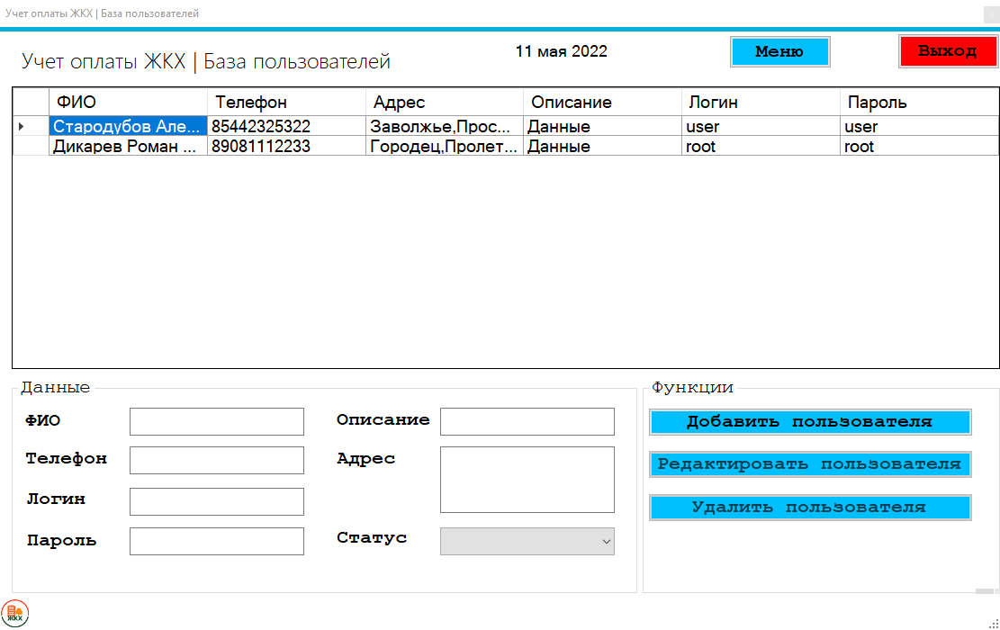 Учет оплаты ЖКХ | База пользователей
Учет оплаты ЖКХ | База пользователей
11 мая 2022
Меню
Выход
ФИО Телефон Адрес Описание Логин Пароль
Стародубов Але... 85442325322 Заволжье,Прос... Данные user user
Дикарев Роман ... 89081112233 Городец,Пролет... Данные root root
Данные
ФИО
Описание
Телефон
Адрес
Логин
Пароль
Статус
Функции
Добавить пользователя
Редактировать пользователя
Удалить пользователя
ЖКХ